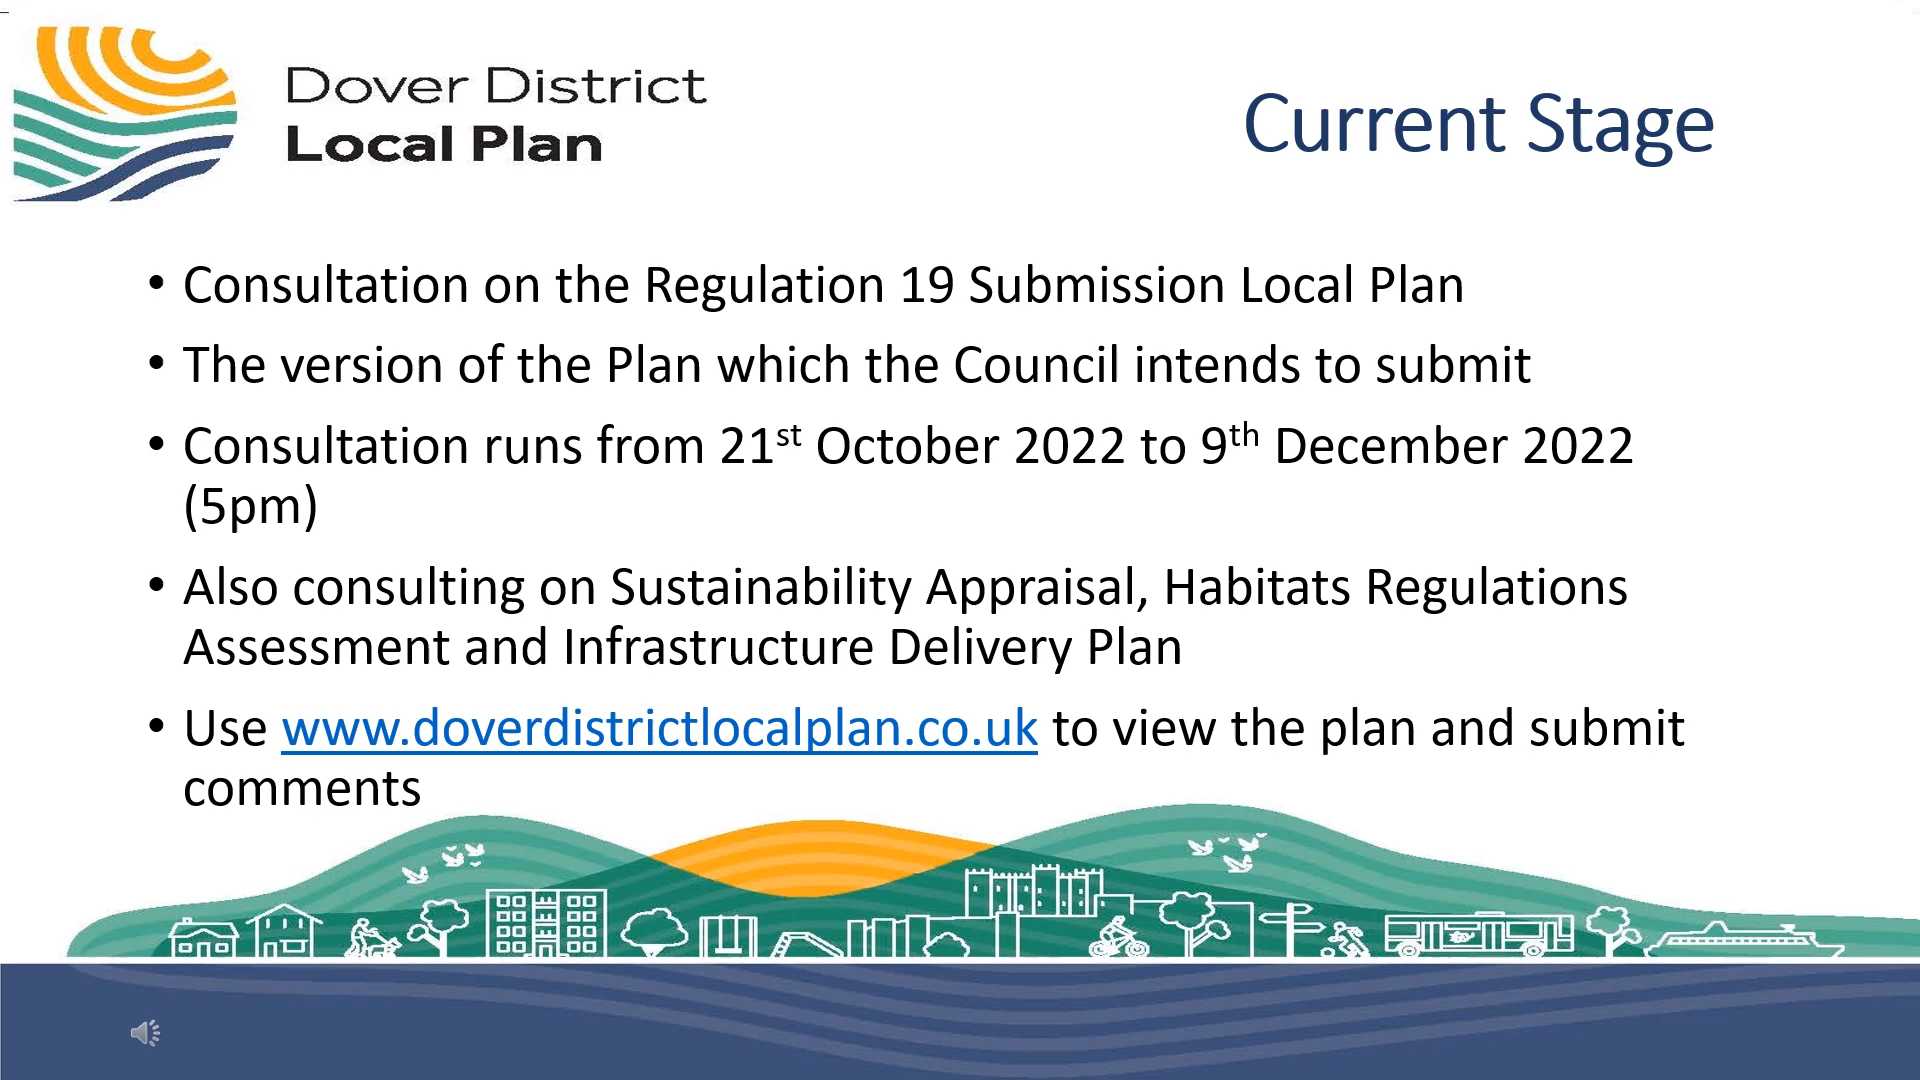 Dover District
Local Plan
Current Stage
• Consultation on the Regulation 19 Submission Local Plan
• The version of the Plan which the Council intends to submit
• Consultation runs from 21st October 2022 to 9th December 2022
(5pm)
• Also consulting on Sustainability Appraisal, Habitats Regulations
Assessment and Infrastructure Delivery Plan
• Use www.doverdistrictlocalplan.co.uk to view the plan and submit
comments